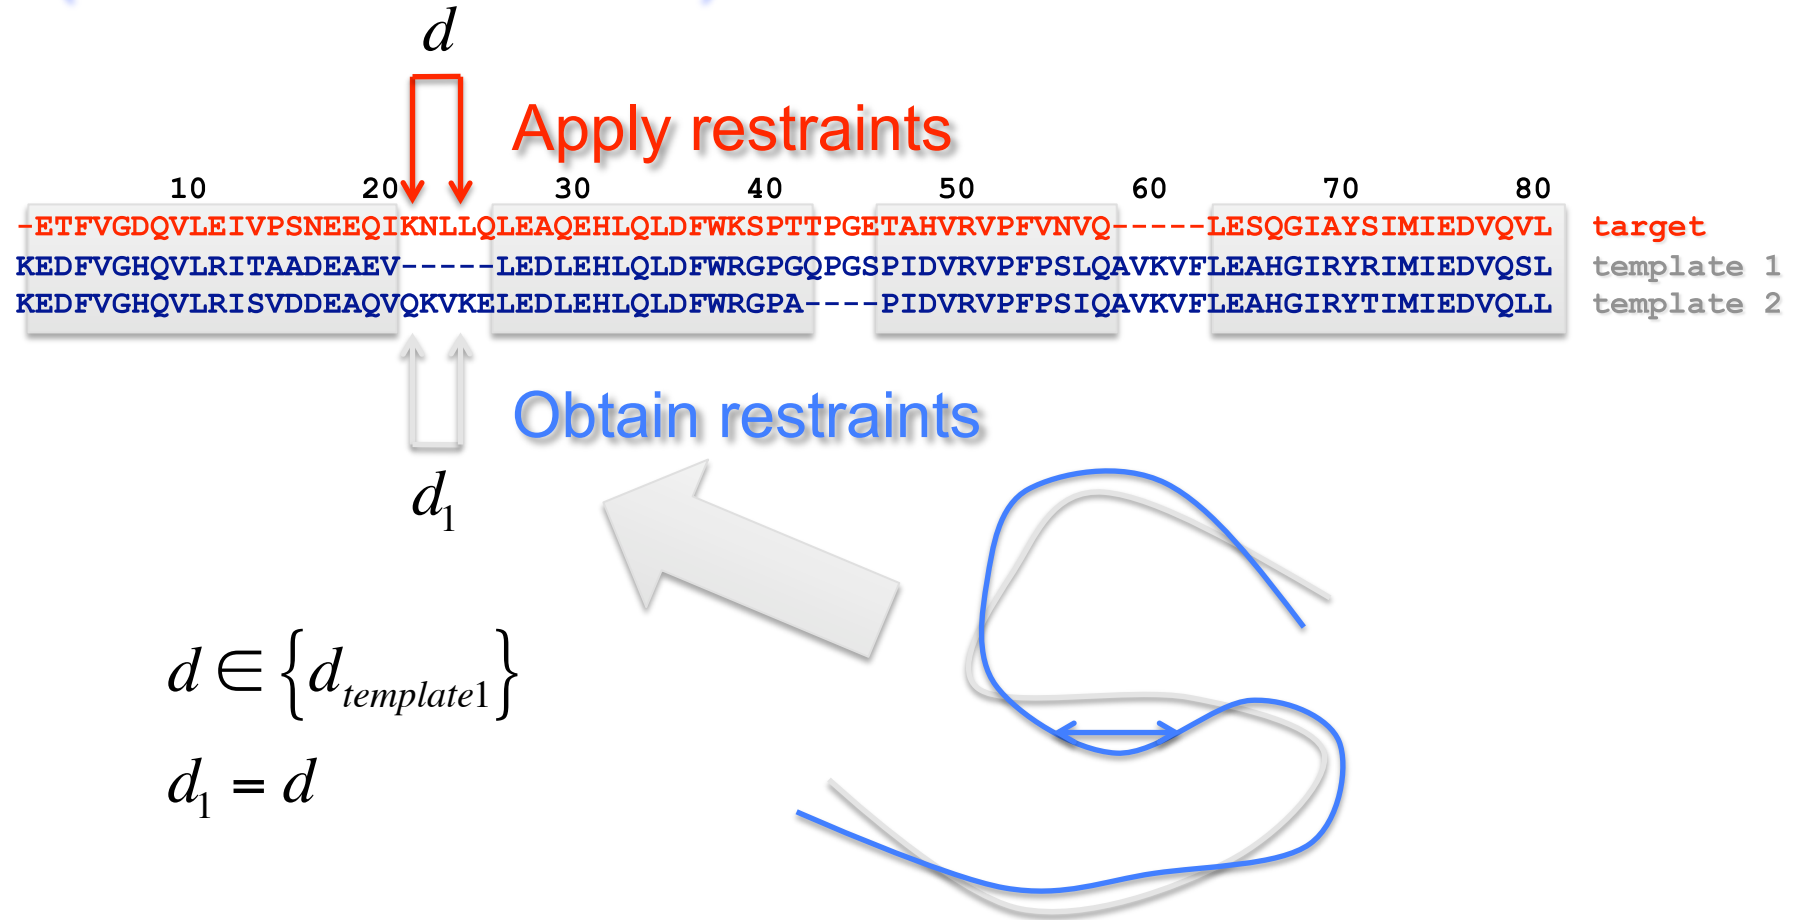 d
Apply restraints
10 20 30 40 50 60 70 80
-ETFVGDQVLEIVPSNEEQIKNLLQLEAQEHLQLDFWKSPTTPGETAHVRVPFVNVQ-----LESQGIAYSIMIEDVQVL target
KEDFVGHQVLRITAADEAEV-----LEDLEHLQLDFWRGPGQPGSPIDVRVPFPSLQAVKVFLEAHGIRYRIMIEDVQSL template 1
KEDFVGHQVLRISVDDEAQVQKVKELEDLEHLQLDFWRGPA----PIDVRVPFPSIQAVKVFLEAHGIRYTIMIEDVQLL template 2
Obtain restraints
d₁
d ∈ {d_template1}
d₁ = d